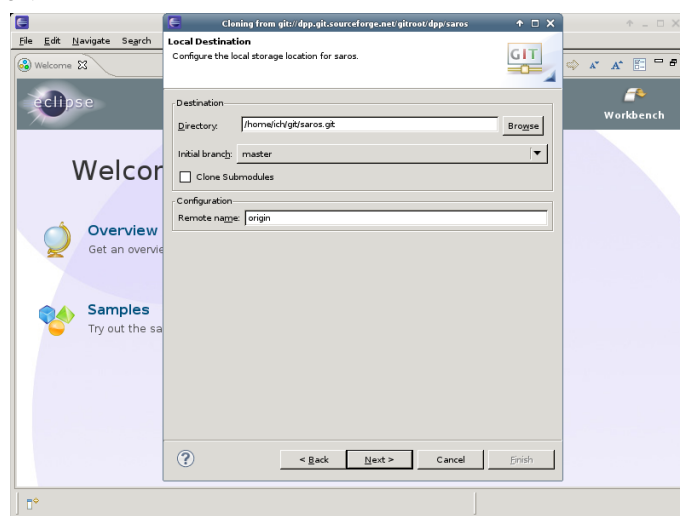 Cloning from git://dpp.git.sourceforge.net/gitroot/dpp/saros
File Edit Navigate Search
Welcome
Local Destination
Configure the local storage location for saros.
GIT
eclipse
Workbench
Destination
Directory: /home/ich/git/saros.git Browse
Initial branch: master
Clone Submodules
Configuration
Remote name: origin
Welcor
Overview
Get an overvie
Samples
Try out the sa
< Back Next > Cancel Finish